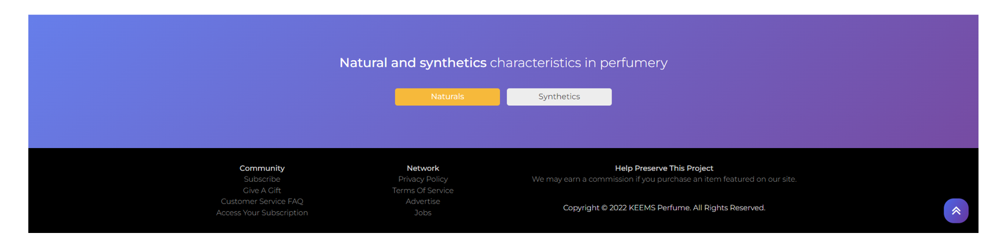 Natural and synthetics characteristics in perfumery
Naturals
Synthetics
Community
Subscribe
Give A Gift
Customer Service FAQ
Access Your Subscription
Network
Privacy Policy
Terms Of Service
Advertise
Jobs
Help Preserve This Project
We may earn a commission if you purchase an item featured on our site.
Copyright © 2022 KEEMS Perfume. All Rights Reserved.